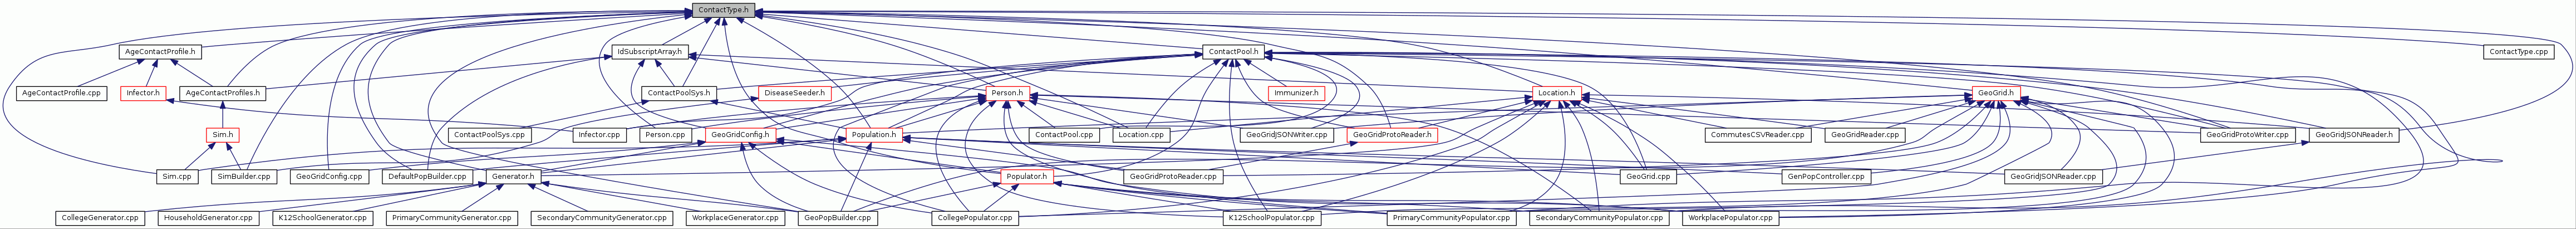 ContactType.h
AgeContactProfile.h
IdSubscriptArray.h
ContactPool.h
ContactType.cpp
AgeContactProfile.cpp
Infector.h
AgeContactProfiles.h
ContactPoolSys.h
DiseaseSeeder.h
Person.h
Immunizer.h
Location.h
GeoGrid.h
Sim.h
ContactPoolSys.cpp
Infector.cpp
Person.cpp
GeoGridConfig.h
Population.h
ContactPool.cpp
Location.cpp
GeoGridJSONWriter.cpp
GeoGridProtoReader.h
CommutesCSVReader.cpp
GeoGridReader.cpp
GeoGridProtoWriter.cpp
GeoGridJSONReader.h
Sim.cpp
SimBuilder.cpp
GeoGridConfig.cpp
DefaultPopBuilder.cpp
Generator.h
Populator.h
GeoGridProtoReader.cpp
GeoGrid.cpp
GenPopController.cpp
GeoGridJSONReader.cpp
CollegeGenerator.cpp
HouseholdGenerator.cpp
K12SchoolGenerator.cpp
PrimaryCommunityGenerator.cpp
SecondaryCommunityGenerator.cpp
WorkplaceGenerator.cpp
GeoPopBuilder.cpp
CollegePopulator.cpp
K12SchoolPopulator.cpp
PrimaryCommunityPopulator.cpp
SecondaryCommunityPopulator.cpp
WorkplacePopulator.cpp